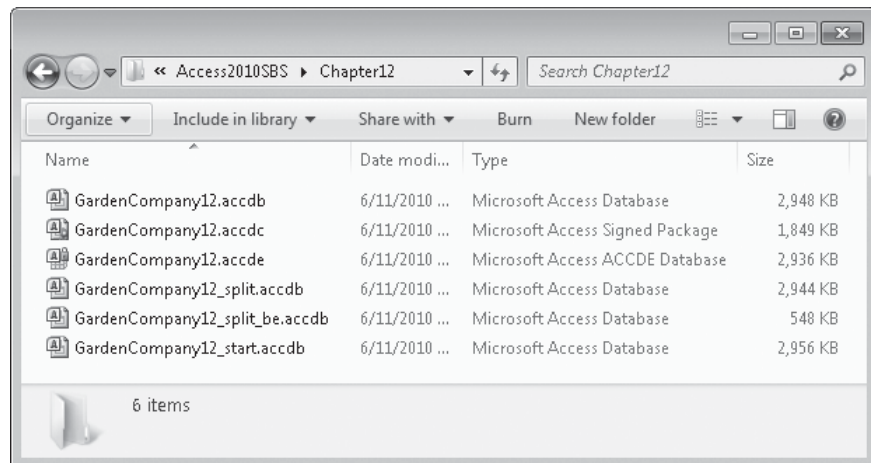 « Access2010SBS ▸ Chapter12 Search Chapter12
Organize Include in library Share with Burn New folder
Name Date modi... Type Size
GardenCompany12.accdb 6/11/2010 ... Microsoft Access Database 2,948 KB
GardenCompany12.accdc 6/11/2010 ... Microsoft Access Signed Package 1,849 KB
GardenCompany12.accde 6/11/2010 ... Microsoft Access ACCDE Database 2,936 KB
GardenCompany12_split.accdb 6/11/2010 ... Microsoft Access Database 2,944 KB
GardenCompany12_split_be.accdb 6/11/2010 ... Microsoft Access Database 548 KB
GardenCompany12_start.accdb 6/11/2010 ... Microsoft Access Database 2,956 KB
6 items